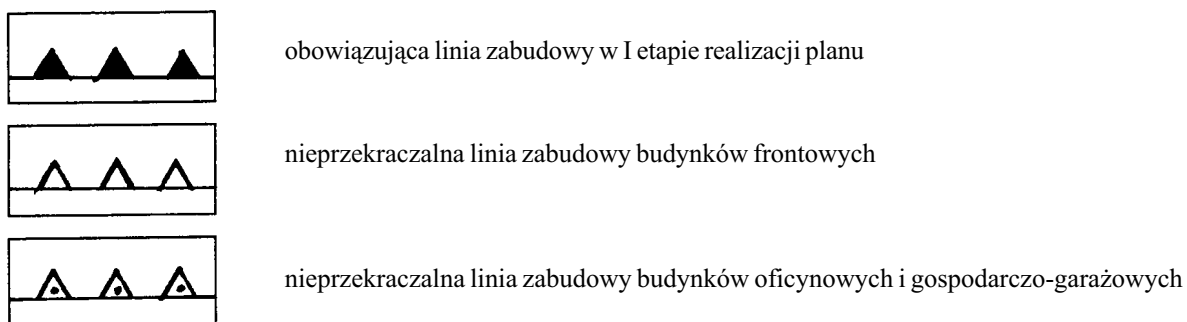 obowiązująca linia zabudowy w I etapie realizacji planu
nieprzekraczalna linia zabudowy budynków frontowych
nieprzekraczalna linia zabudowy budynków oficynowych i gospodarczo-garażowych